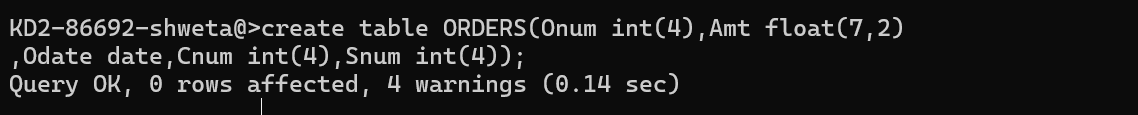 KD2-86692-shweta@>create table ORDERS(Onum int(4),Amt float(7,2)
,Odate date,Cnum int(4),Snum int(4));
Query OK, 0 rows affected, 4 warnings (0.14 sec)